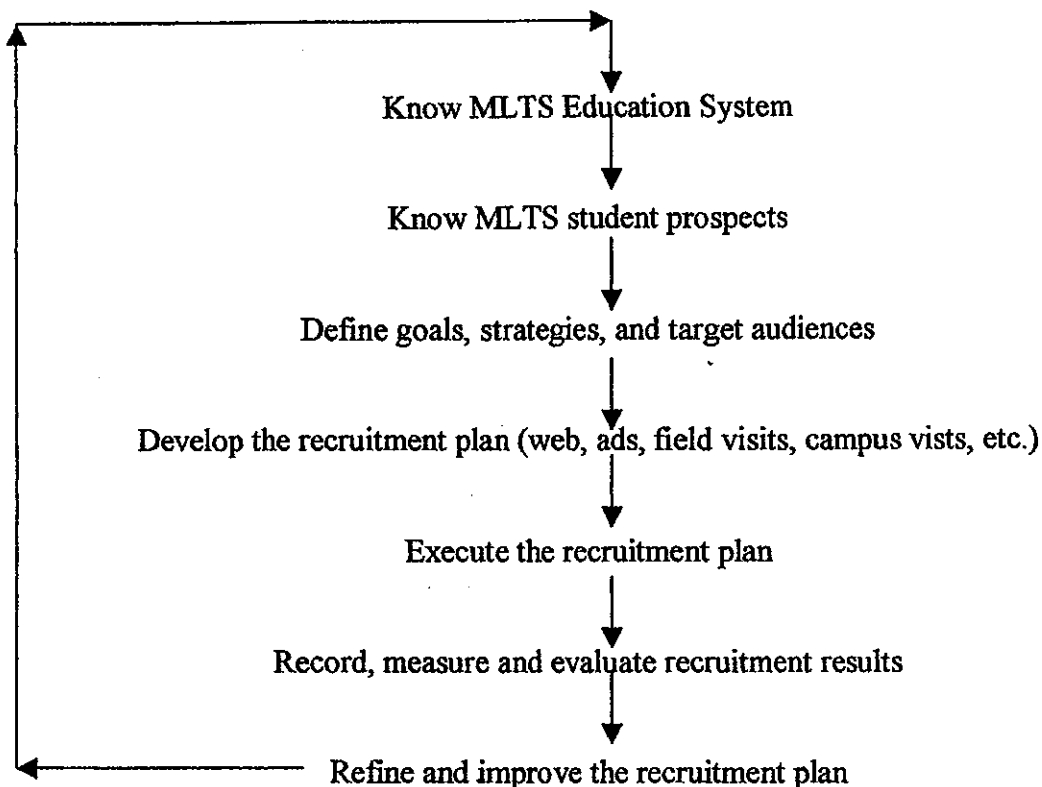 Know MLTS Education System
Know MLTS student prospects
Define goals, strategies, and target audiences
Develop the recruitment plan (web, ads, field visits, campus vists, etc.)
Execute the recruitment plan
Record, measure and evaluate recruitment results
Refine and improve the recruitment plan